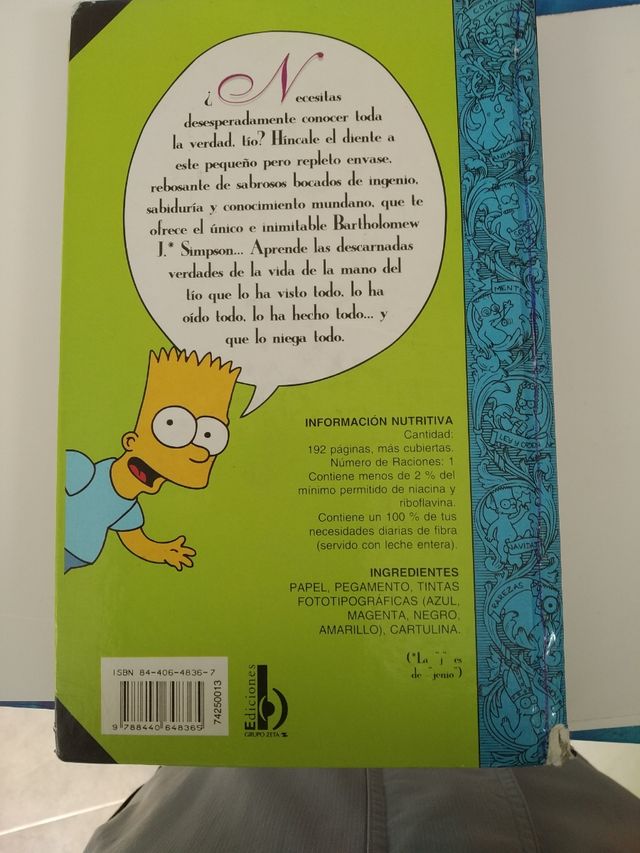 ¿Necesitas
desesperadamente conocer toda
la verdad, tío? Híncale el diente a
este pequeño pero repleto envase,
rebosante de sabrosos bocados de ingenio,
sabiduría y conocimiento mundano, que te
ofrece el único e inimitable Bartholomew
J.* Simpson... Aprende las descarnadas
verdades de la vida de la mano del
tío que lo ha visto todo, lo ha
oído todo, lo ha hecho todo... y
que lo niega todo.
INFORMACIÓN NUTRITIVA
Cantidad:
192 páginas, más cubiertas.
Número de Raciones: 1
Contiene menos de 2 % del
mínimo permitido de niacina y
riboflavina.
Contiene un 100 % de tus
necesidades diarias de fibra
(servido con leche entera).
INGREDIENTES
PAPEL, PEGAMENTO, TINTAS
FOTOTIPOGRÁFICAS (AZUL,
MAGENTA, NEGRO,
AMARILLO), CARTULINA.
(*La "j" es
de "jenio")
ISBN 84-406-4836-7
9 788440 648365
74250013
Ediciones b
GRUPO ZETA
MENTE
LEY Y ORDEN
NAVIDAD
RAREZAS